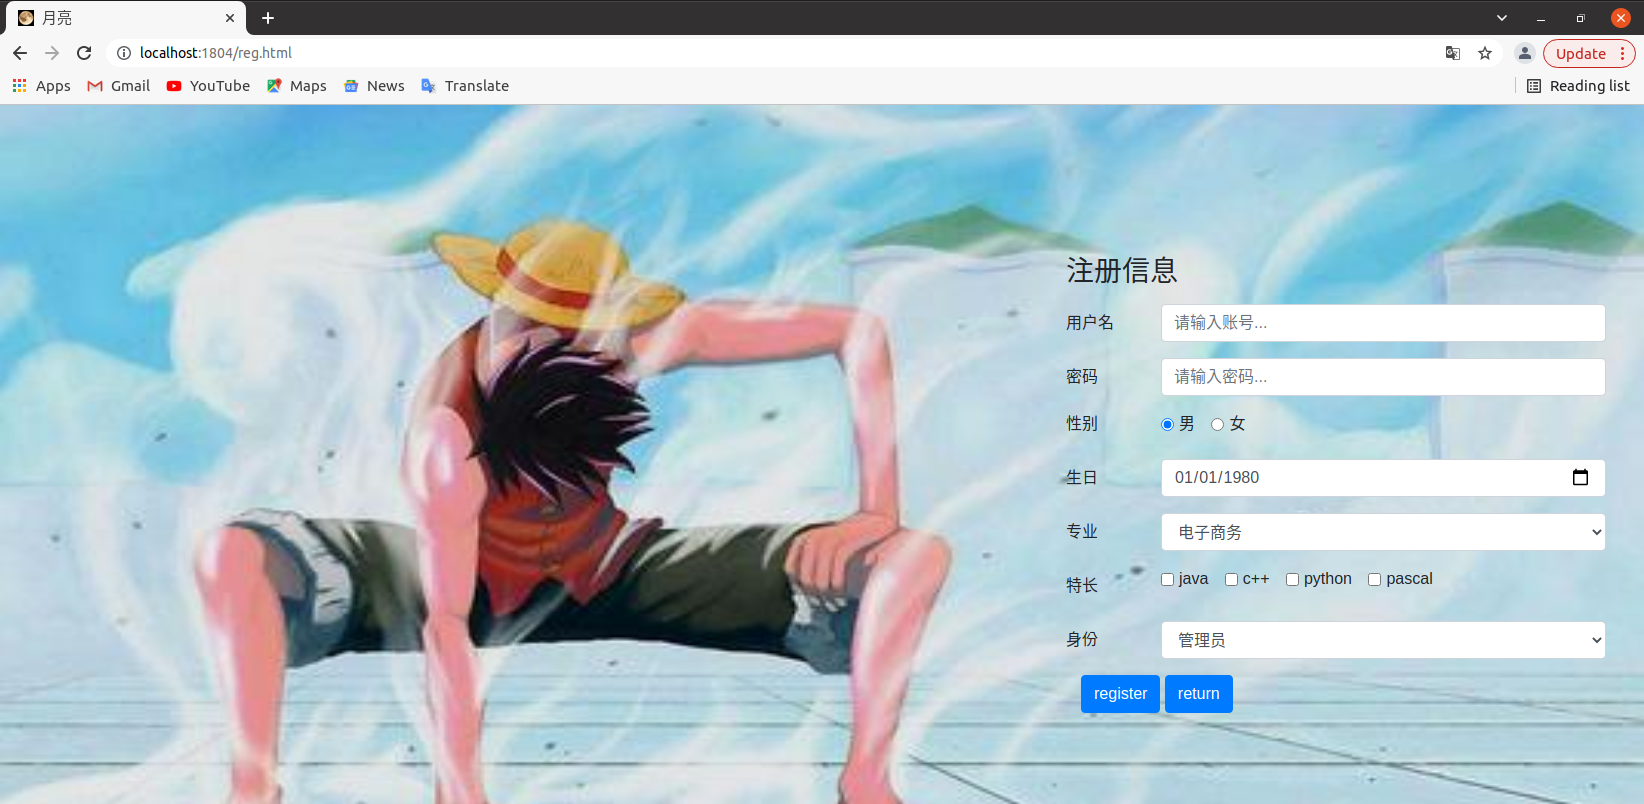 月亮
localhost:1804/reg.html
Update
Apps Gmail YouTube Maps News Translate Reading list
注册信息
用户名 请输入账号...
密码 请输入密码...
性别 男 女
生日 01/01/1980
专业 电子商务
特长 java c++ python pascal
身份 管理员
register return